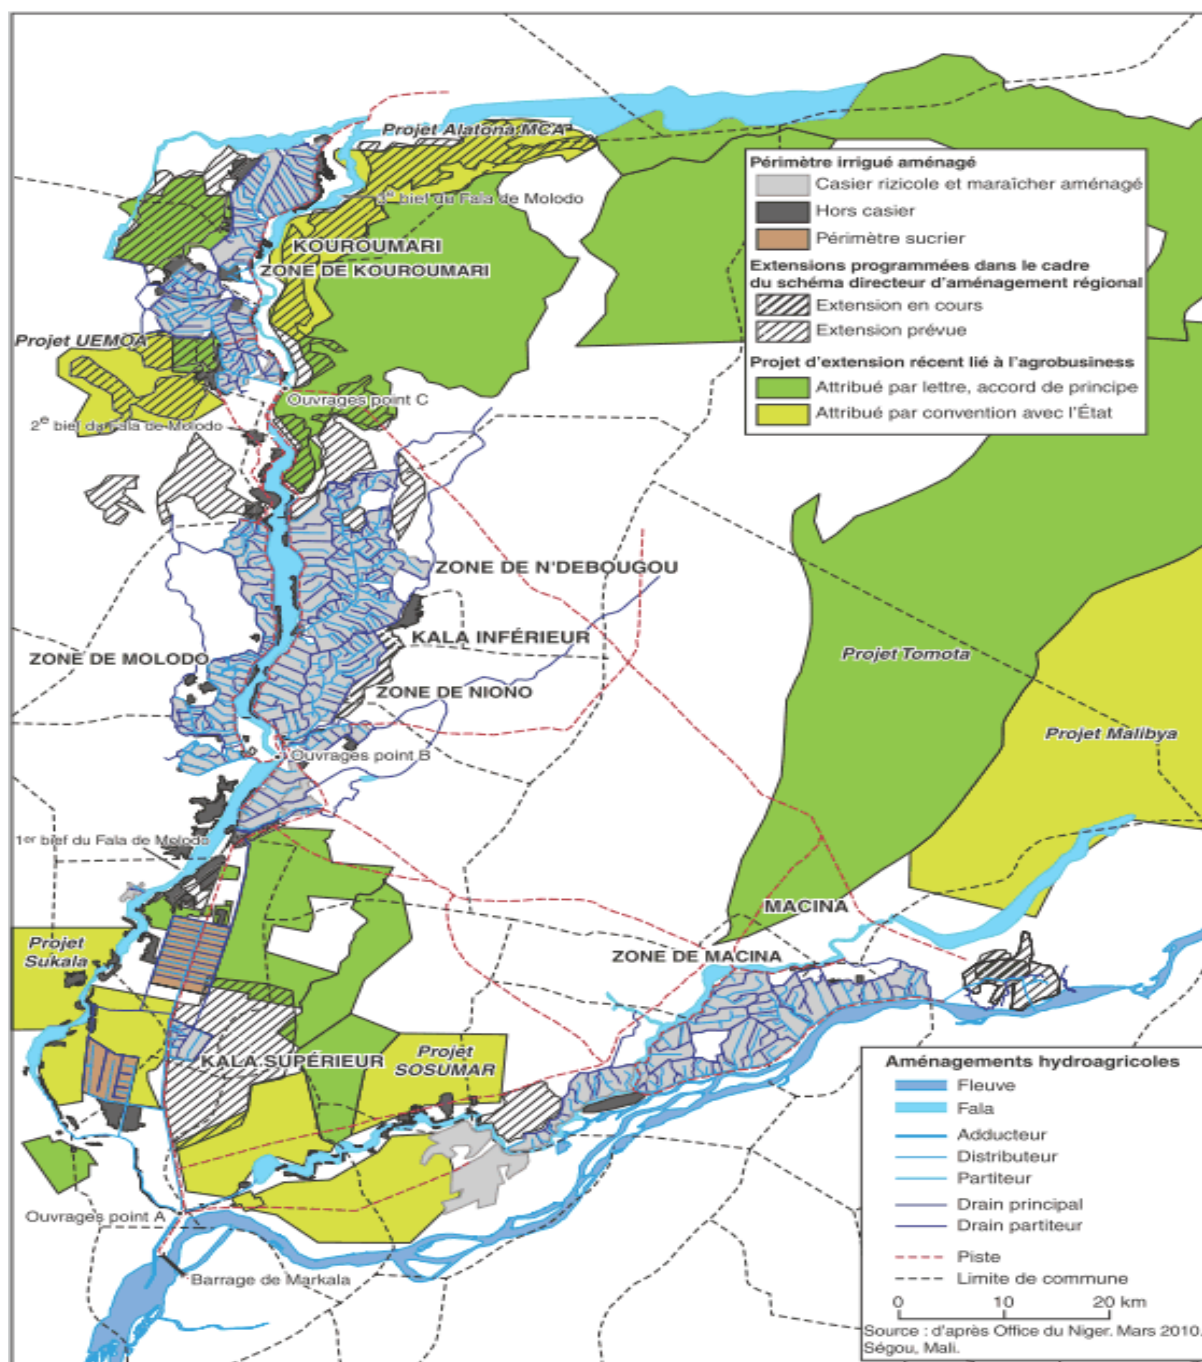 Projet Alatona MCA
3e bief du Fala de Molodo
KOUROUMARI
ZONE DE KOUROUMARI
Projet UEMOA
Ouvrages point C
2e bief du Fala de Molodo
ZONE DE N'DEBOUGOU
KALA INFÉRIEUR
ZONE DE MOLODO
ZONE DE NIONO
Ouvrages point B
1er bief du Fala de Molodo
Projet Tomota
Projet Malibya
MACINA
ZONE DE MACINA
Projet
Sukala
KALA SUPÉRIEUR
Projet
SOSUMAR
Ouvrages point A
Barrage de Markala
Périmètre irrigué aménagé
Casier rizicole et maraîcher aménagé
Hors casier
Périmètre sucrier
Extensions programmées dans le cadre
du schéma directeur d'aménagement régional
Extension en cours
Extension prévue
Projet d'extension récent lié à l'agrobusiness
Attribué par lettre, accord de principe
Attribué par convention avec l'État
Aménagements hydroagricoles
Fleuve
Fala
Adducteur
Distributeur
Partiteur
Drain principal
Drain partiteur
Piste
Limite de commune
0 10 20 km
Source : d'après Office du Niger. Mars 2010.
Ségou, Mali.